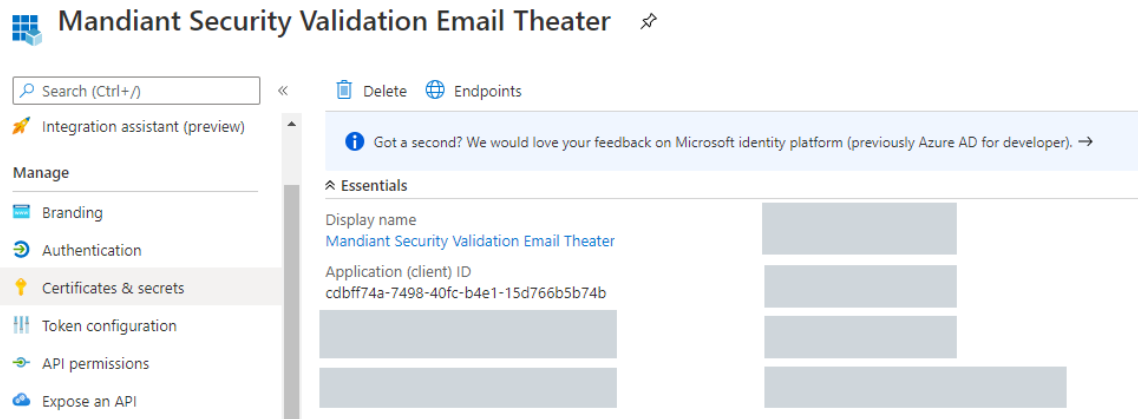 Mandiant Security Validation Email Theater
Search (Ctrl+/)
«
Delete
Endpoints
Integration assistant (preview)
Got a second? We would love your feedback on Microsoft identity platform (previously Azure AD for developer). →
Manage
Essentials
Branding
Display name
Mandiant Security Validation Email Theater
Authentication
Application (client) ID
cdbff74a-7498-40fc-b4e1-15d766b5b74b
Certificates & secrets
Token configuration
API permissions
Expose an API